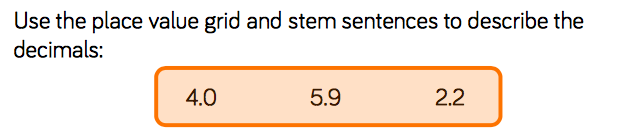 Use the place value grid and stem sentences to describe the
decimals:
4.0 5.9 2.2